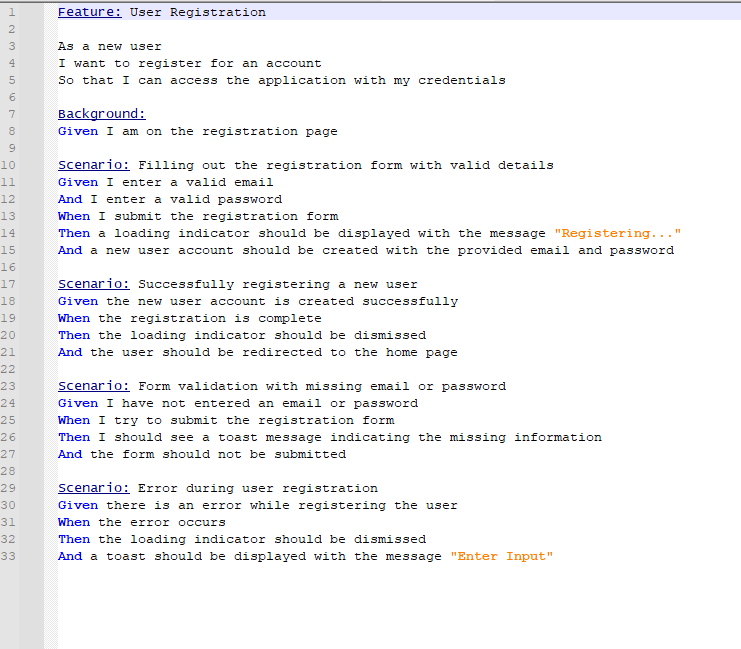 1 Feature: User Registration
2
3 As a new user
4 I want to register for an account
5 So that I can access the application with my credentials
6
7 Background:
8 Given I am on the registration page
9
10 Scenario: Filling out the registration form with valid details
11 Given I enter a valid email
12 And I enter a valid password
13 When I submit the registration form
14 Then a loading indicator should be displayed with the message "Registering..."
15 And a new user account should be created with the provided email and password
16
17 Scenario: Successfully registering a new user
18 Given the new user account is created successfully
19 When the registration is complete
20 Then the loading indicator should be dismissed
21 And the user should be redirected to the home page
22
23 Scenario: Form validation with missing email or password
24 Given I have not entered an email or password
25 When I try to submit the registration form
26 Then I should see a toast message indicating the missing information
27 And the form should not be submitted
28
29 Scenario: Error during user registration
30 Given there is an error while registering the user
31 When the error occurs
32 Then the loading indicator should be dismissed
33 And a toast should be displayed with the message "Enter Input"